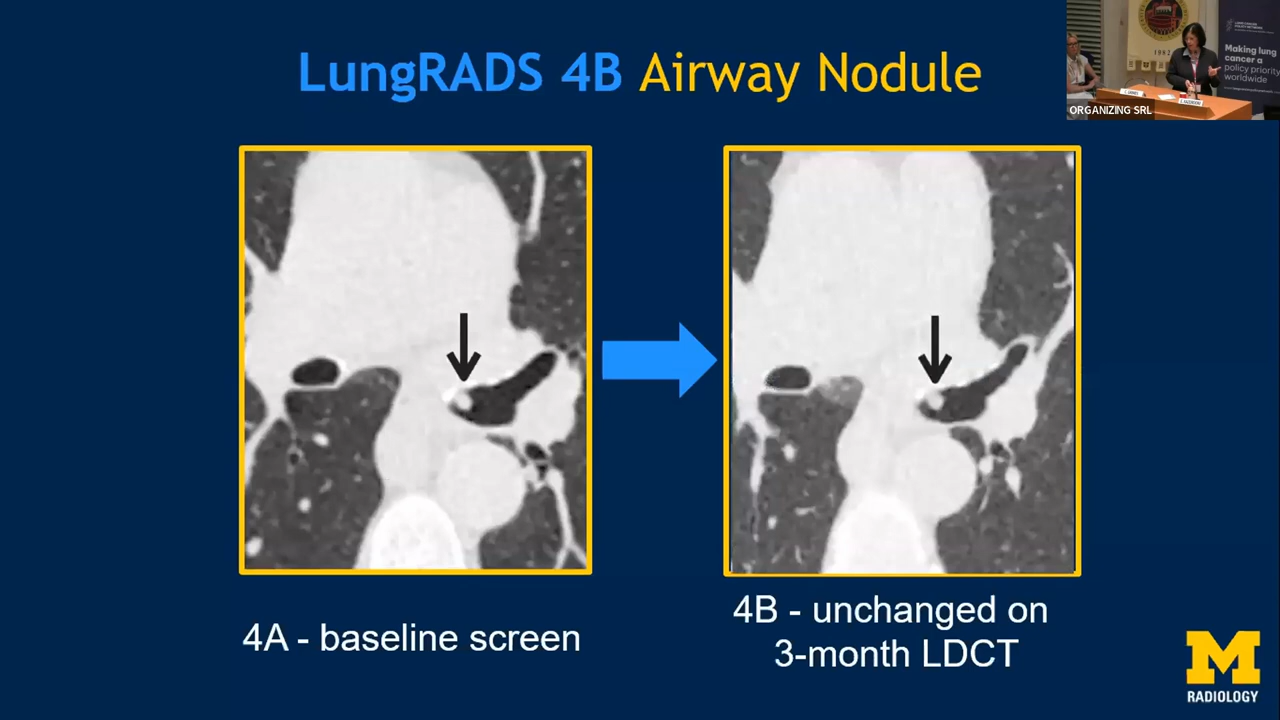 LungRADS 4B Airway Nodule
4A - baseline screen
4B - unchanged on
3-month LDCT
M
RADIOLOGY
1962
Making lung
cancer a
policy priority
worldwide
ORGANIZING SRL